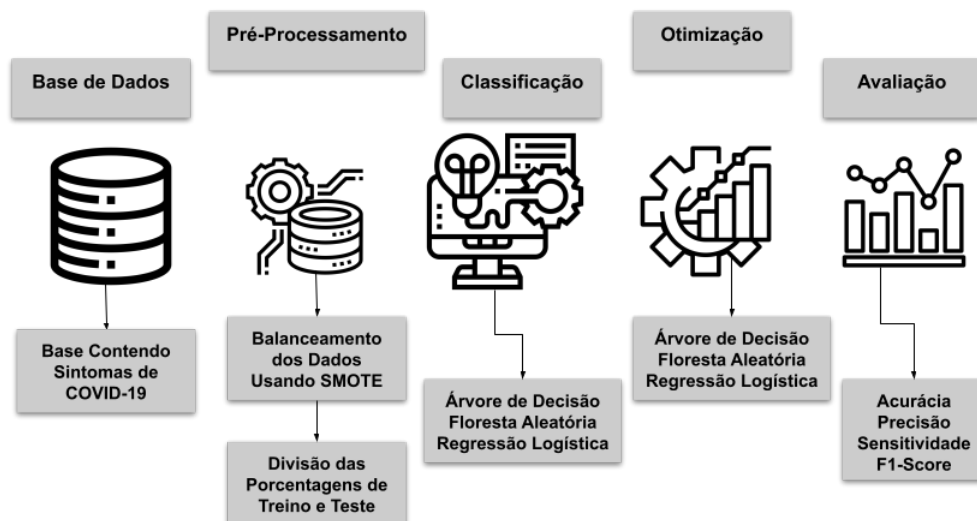 Base de Dados
Pré-Processamento
Classificação
Otimização
Avaliação
Base Contendo
Sintomas de
COVID-19
Balanceamento
dos Dados
Usando SMOTE
Divisão das
Porcentagens de
Treino e Teste
Árvore de Decisão
Floresta Aleatória
Regressão Logística
Árvore de Decisão
Floresta Aleatória
Regressão Logística
Acurácia
Precisão
Sensitividade
F1-Score